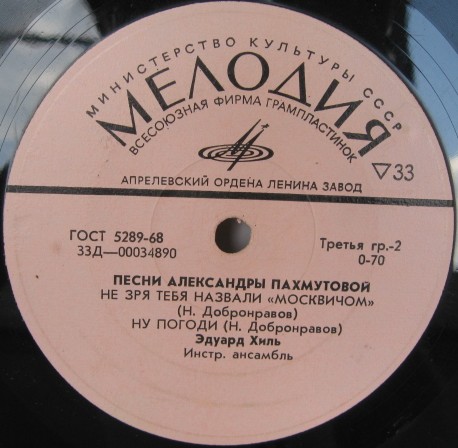 МИНИСТЕРСТВО КУЛЬТУРЫ СССР
МЕЛОДИЯ
ВСЕСОЮЗНАЯ ФИРМА ГРАМПЛАСТИНОК
▽33
АПРЕЛЕВСКИЙ ОРДЕНА ЛЕНИНА ЗАВОД
ГОСТ 5289-68
33Д—00034890
Третья гр.-2
0-70
ПЕСНИ АЛЕКСАНДРЫ ПАХМУТОВОЙ
НЕ ЗРЯ ТЕБЯ НАЗВАЛИ «МОСКВИЧОМ»
(Н. Добронравов)
НУ ПОГОДИ (Н. Добронравов)
Эдуард Хиль
Инстр. ансамбль